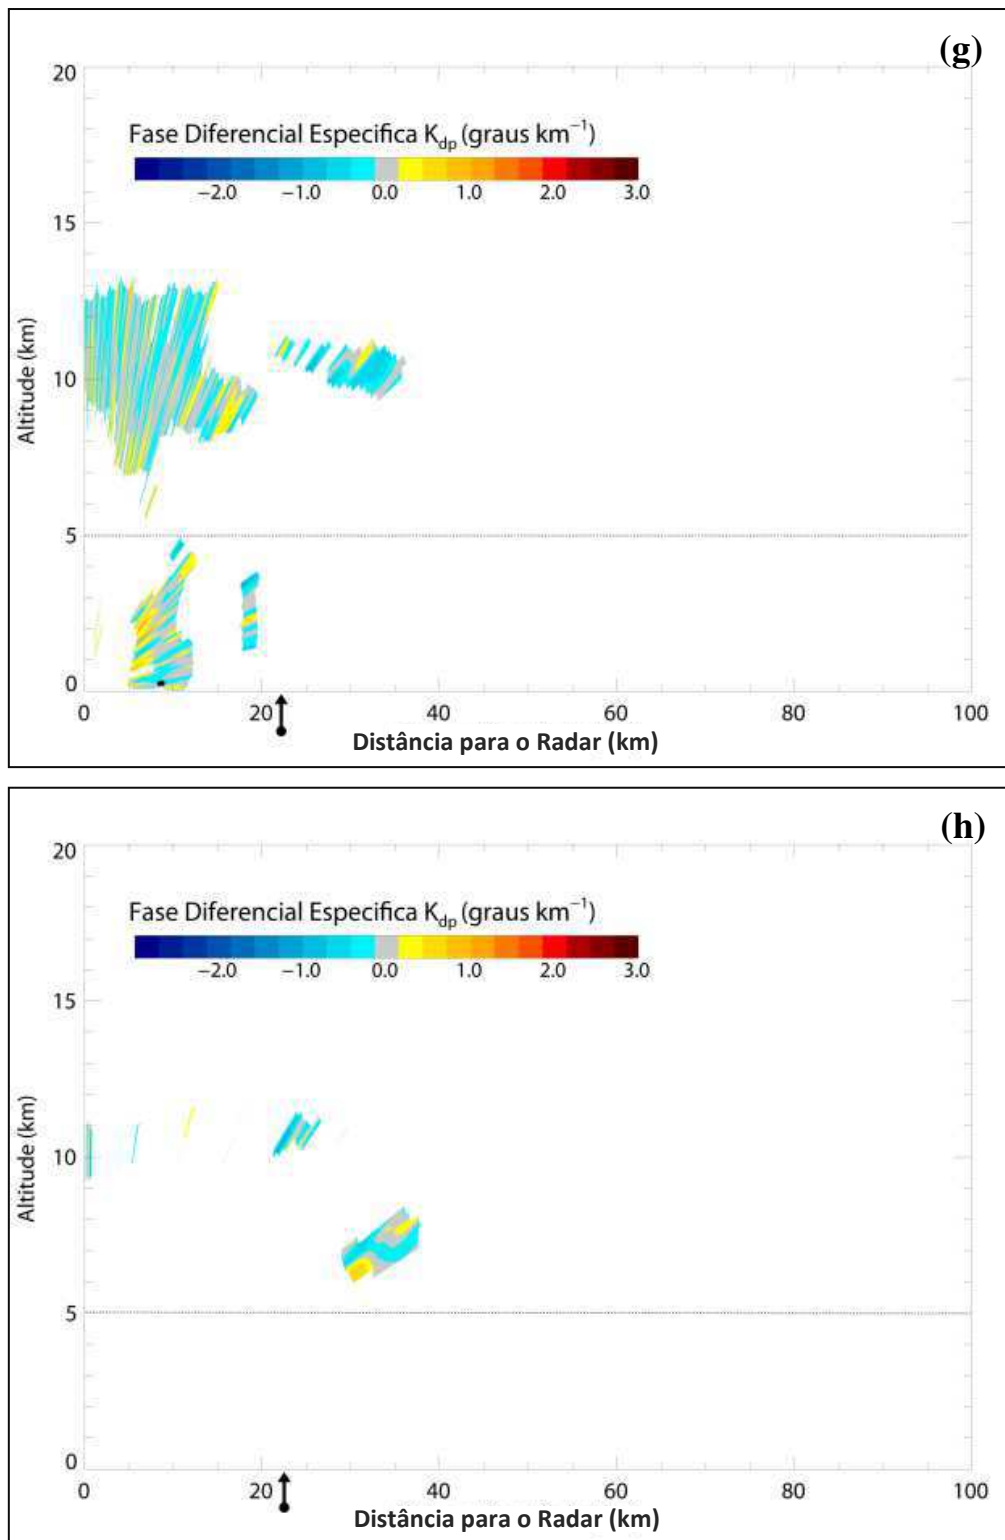 (g)
20
Fase Diferencial Especifica Kdp (graus km−1)
−2.0 −1.0 0.0 1.0 2.0 3.0
15
10
5
0
Altitude (km)
0 20 40 60 80 100
Distância para o Radar (km)
(h)
20
Fase Diferencial Especifica Kdp (graus km−1)
−2.0 −1.0 0.0 1.0 2.0 3.0
15
10
5
0
Altitude (km)
0 20 40 60 80 100
Distância para o Radar (km)